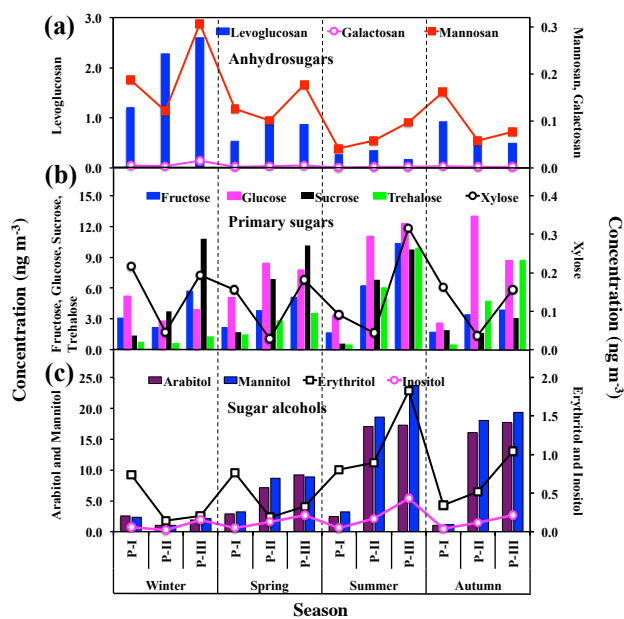 (a)
3.0
2.0
1.0
0.0
Levoglucosan
Levoglucosan
Galactosan
Mannosan
Anhydrosugars
0.3
0.2
0.1
0.0
Mannosan, Galactosan
(b)
15.0
12.0
9.0
6.0
3.0
0.0
Fructose, Glucose, Sucrose,
Trehalose
Fructose
Glucose
Sucrose
Trehalose
Xylose
Primary sugars
0.4
0.3
0.2
0.1
0.0
Xylose
Concentration (ng m-3)
Concentration (ng m-3)
(c)
25.0
20.0
15.0
10.0
5.0
0.0
Arabitol and Mannitol
Arabitol
Mannitol
Erythritol
Inositol
Sugar alcohols
2.0
1.5
1.0
0.5
0.0
Erythritol and Inositol
P-I
P-II
P-III
P-I
P-II
P-III
P-I
P-II
P-III
P-I
P-II
P-III
Winter
Spring
Summer
Autumn
Season